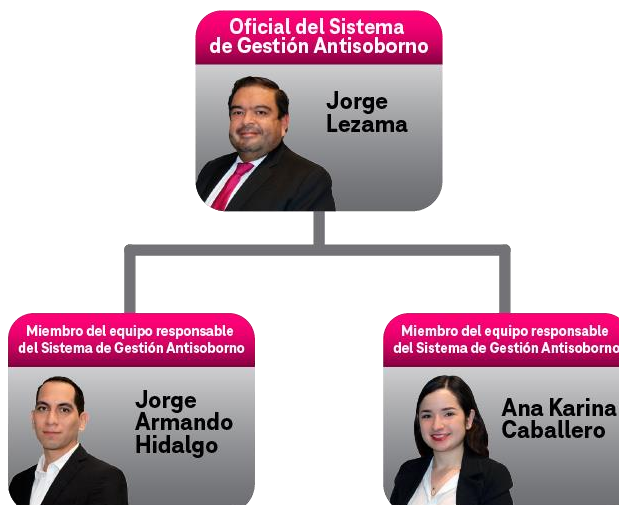 Oficial del Sistema
de Gestión Antisoborno
Jorge
Lezama
Miembro del equipo responsable
del Sistema de Gestión Antisoborno
Jorge
Armando
Hidalgo
Miembro del equipo responsable
del Sistema de Gestión Antisoborno
Ana Karina
Caballero